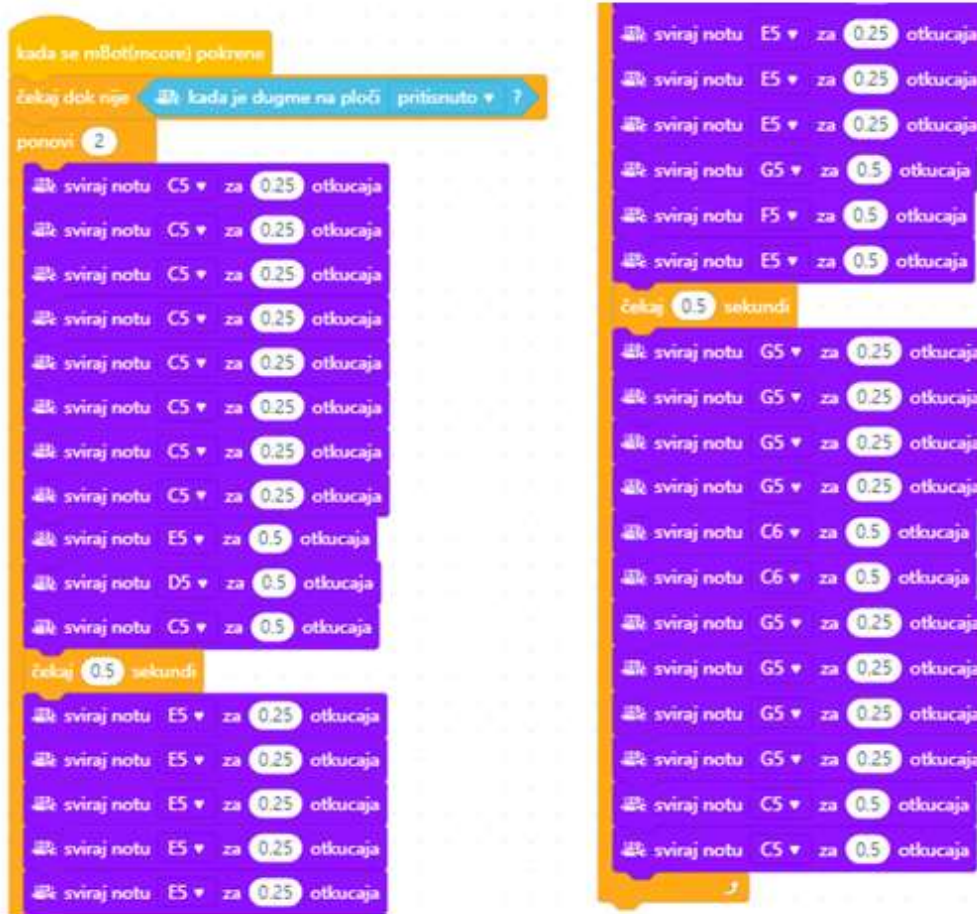 kada se mBot(mcore) pokrene
čekaj dok nije kada je dugme na ploči pritisnuto ▾ ?
ponovi 2
sviraj notu C5 ▾ za 0.25 otkucaja
sviraj notu C5 ▾ za 0.25 otkucaja
sviraj notu C5 ▾ za 0.25 otkucaja
sviraj notu C5 ▾ za 0.25 otkucaja
sviraj notu C5 ▾ za 0.25 otkucaja
sviraj notu C5 ▾ za 0.25 otkucaja
sviraj notu C5 ▾ za 0.25 otkucaja
sviraj notu C5 ▾ za 0.25 otkucaja
sviraj notu E5 ▾ za 0.5 otkucaja
sviraj notu D5 ▾ za 0.5 otkucaja
sviraj notu C5 ▾ za 0.5 otkucaja
čekaj 0.5 sekundi
sviraj notu E5 ▾ za 0.25 otkucaja
sviraj notu E5 ▾ za 0.25 otkucaja
sviraj notu E5 ▾ za 0.25 otkucaja
sviraj notu E5 ▾ za 0.25 otkucaja
sviraj notu E5 ▾ za 0.25 otkucaja
sviraj notu E5 ▾ za 0.25 otkucaja
sviraj notu E5 ▾ za 0.25 otkucaja
sviraj notu E5 ▾ za 0.25 otkucaja
sviraj notu G5 ▾ za 0.5 otkucaja
sviraj notu F5 ▾ za 0.5 otkucaja
sviraj notu E5 ▾ za 0.5 otkucaja
čekaj 0.5 sekundi
sviraj notu G5 ▾ za 0.25 otkucaja
sviraj notu G5 ▾ za 0.25 otkucaja
sviraj notu G5 ▾ za 0.25 otkucaja
sviraj notu G5 ▾ za 0.25 otkucaja
sviraj notu C6 ▾ za 0.5 otkucaja
sviraj notu C6 ▾ za 0.5 otkucaja
sviraj notu G5 ▾ za 0.25 otkucaja
sviraj notu G5 ▾ za 0.25 otkucaja
sviraj notu G5 ▾ za 0.25 otkucaja
sviraj notu G5 ▾ za 0.25 otkucaja
sviraj notu C5 ▾ za 0.5 otkucaja
sviraj notu C5 ▾ za 0.5 otkucaja